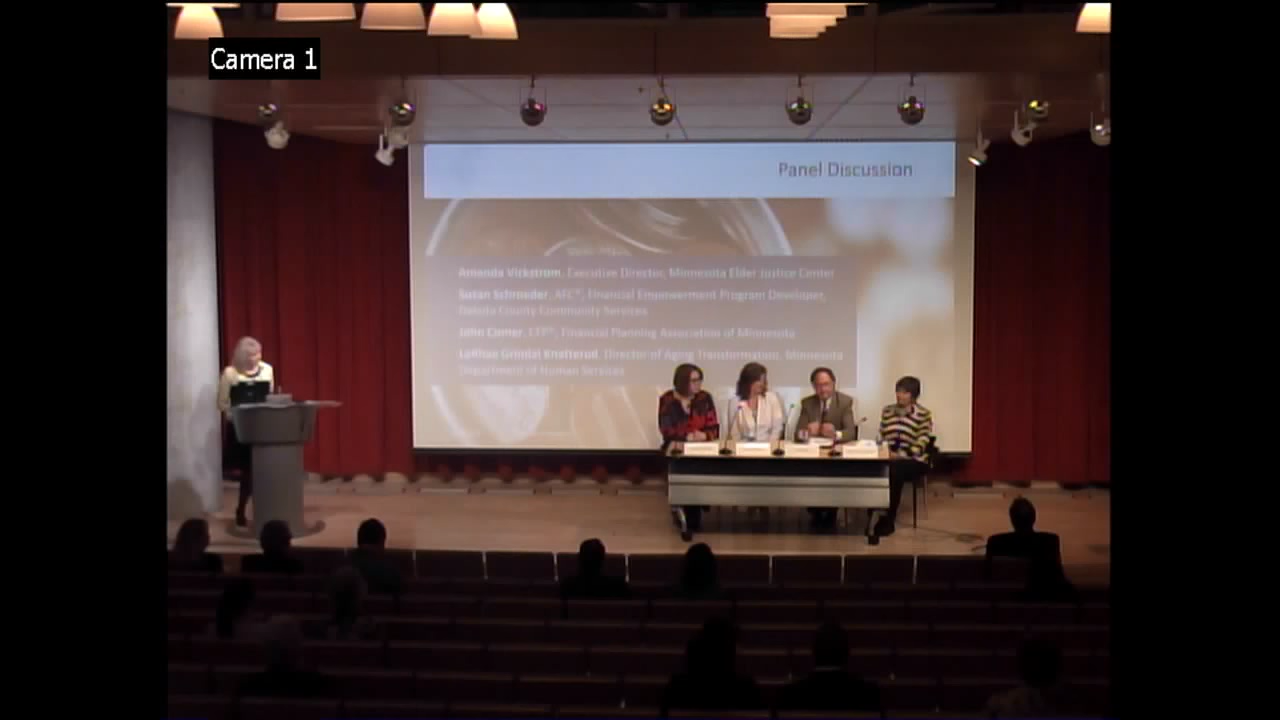 Camera 1
Panel Discussion
Amanda Vickstrom, Executive Director, Minnesota Elder Justice Center
Susan Schroeder, AFC®, Financial Empowerment Program Developer,
Dakota County Community Services
John Comer, CFP®, Financial Planning Association of Minnesota
LaRhae Grindal Knatterud, Director of Aging Transformation, Minnesota
Department of Human Services